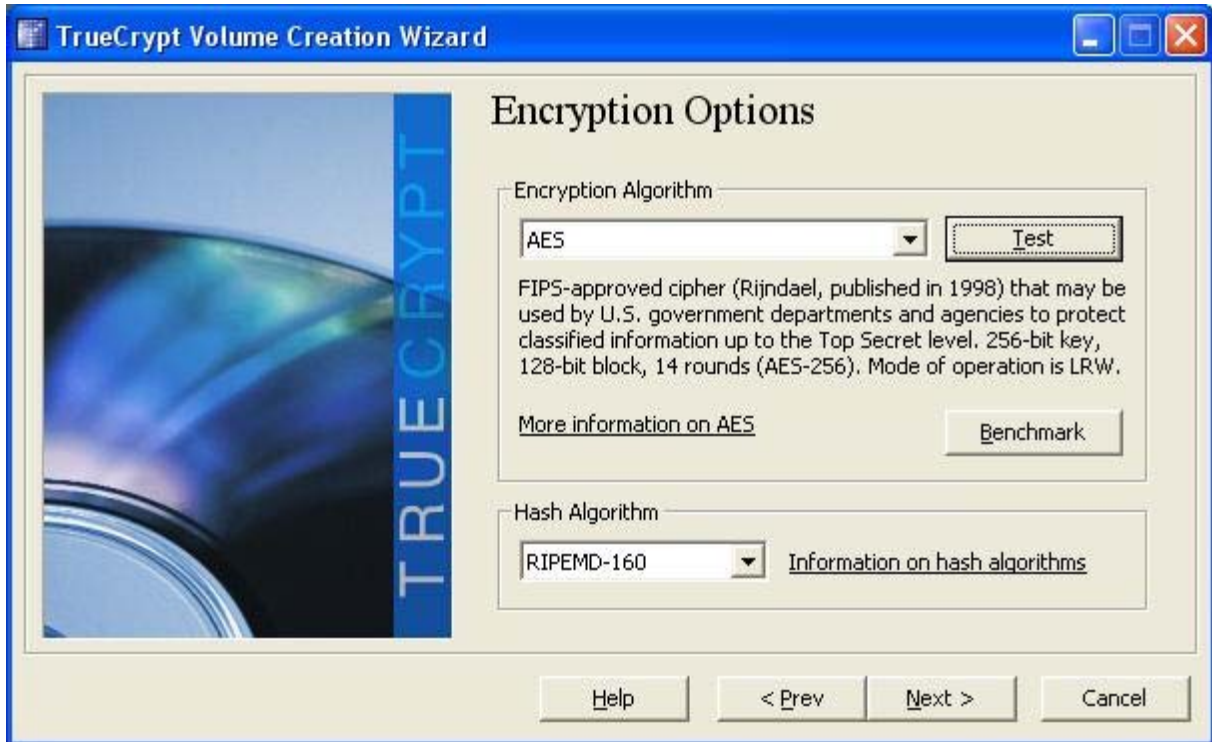 TrueCrypt Volume Creation Wizard
TRUECRYPT
Encryption Options
Encryption Algorithm
AES
Test
FIPS-approved cipher (Rijndael, published in 1998) that may be
used by U.S. government departments and agencies to protect
classified information up to the Top Secret level. 256-bit key,
128-bit block, 14 rounds (AES-256). Mode of operation is LRW.
More information on AES
Benchmark
Hash Algorithm
RIPEMD-160
Information on hash algorithms
Help
< Prev
Next >
Cancel